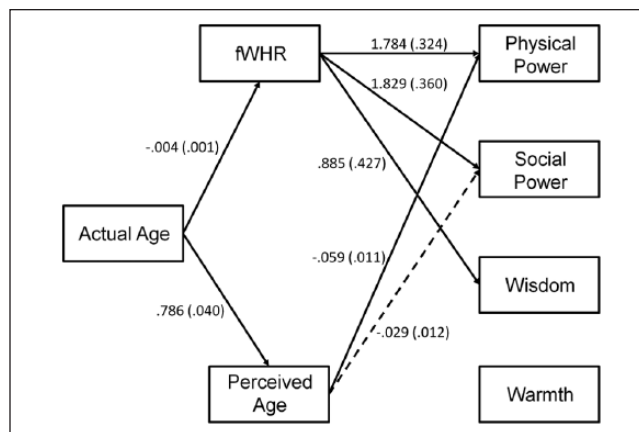 fWHR
1.784 (.324)
Physical
Power
1.829 (.360)
-.004 (.001)
.885 (.427)
Social
Power
Actual Age
-.059 (.011)
Wisdom
.786 (.040)
-.029 (.012)
Perceived
Age
Warmth